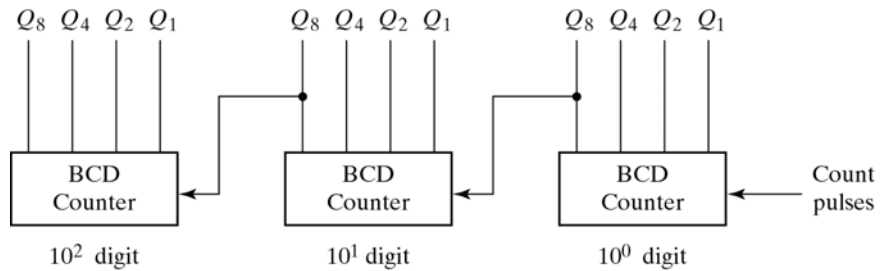 Q8 Q4 Q2 Q1 Q8 Q4 Q2 Q1 Q8 Q4 Q2 Q1
BCD Counter
BCD Counter
BCD Counter
Count pulses
10² digit
10¹ digit
10⁰ digit